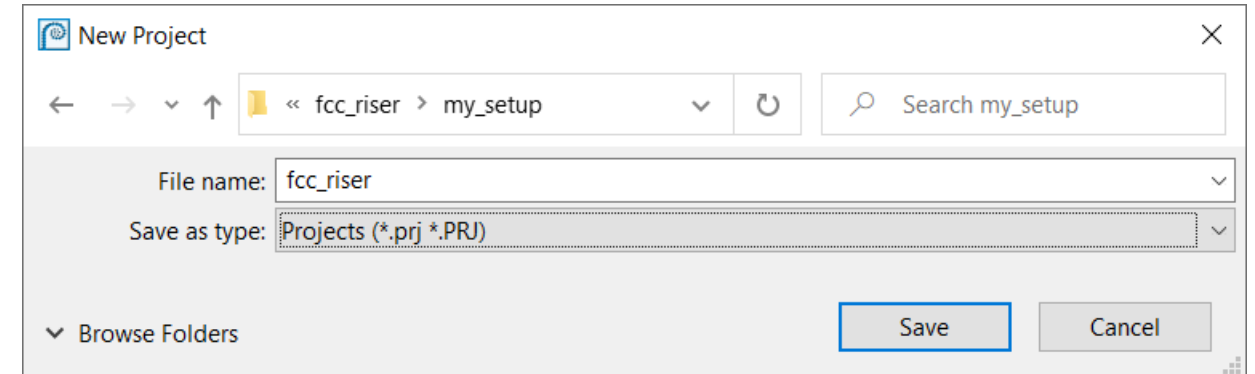 New Project
« fcc_riser > my_setup
Search my_setup
File name: fcc_riser
Save as type: Projects (*.prj *.PRJ)
Browse Folders
Save
Cancel